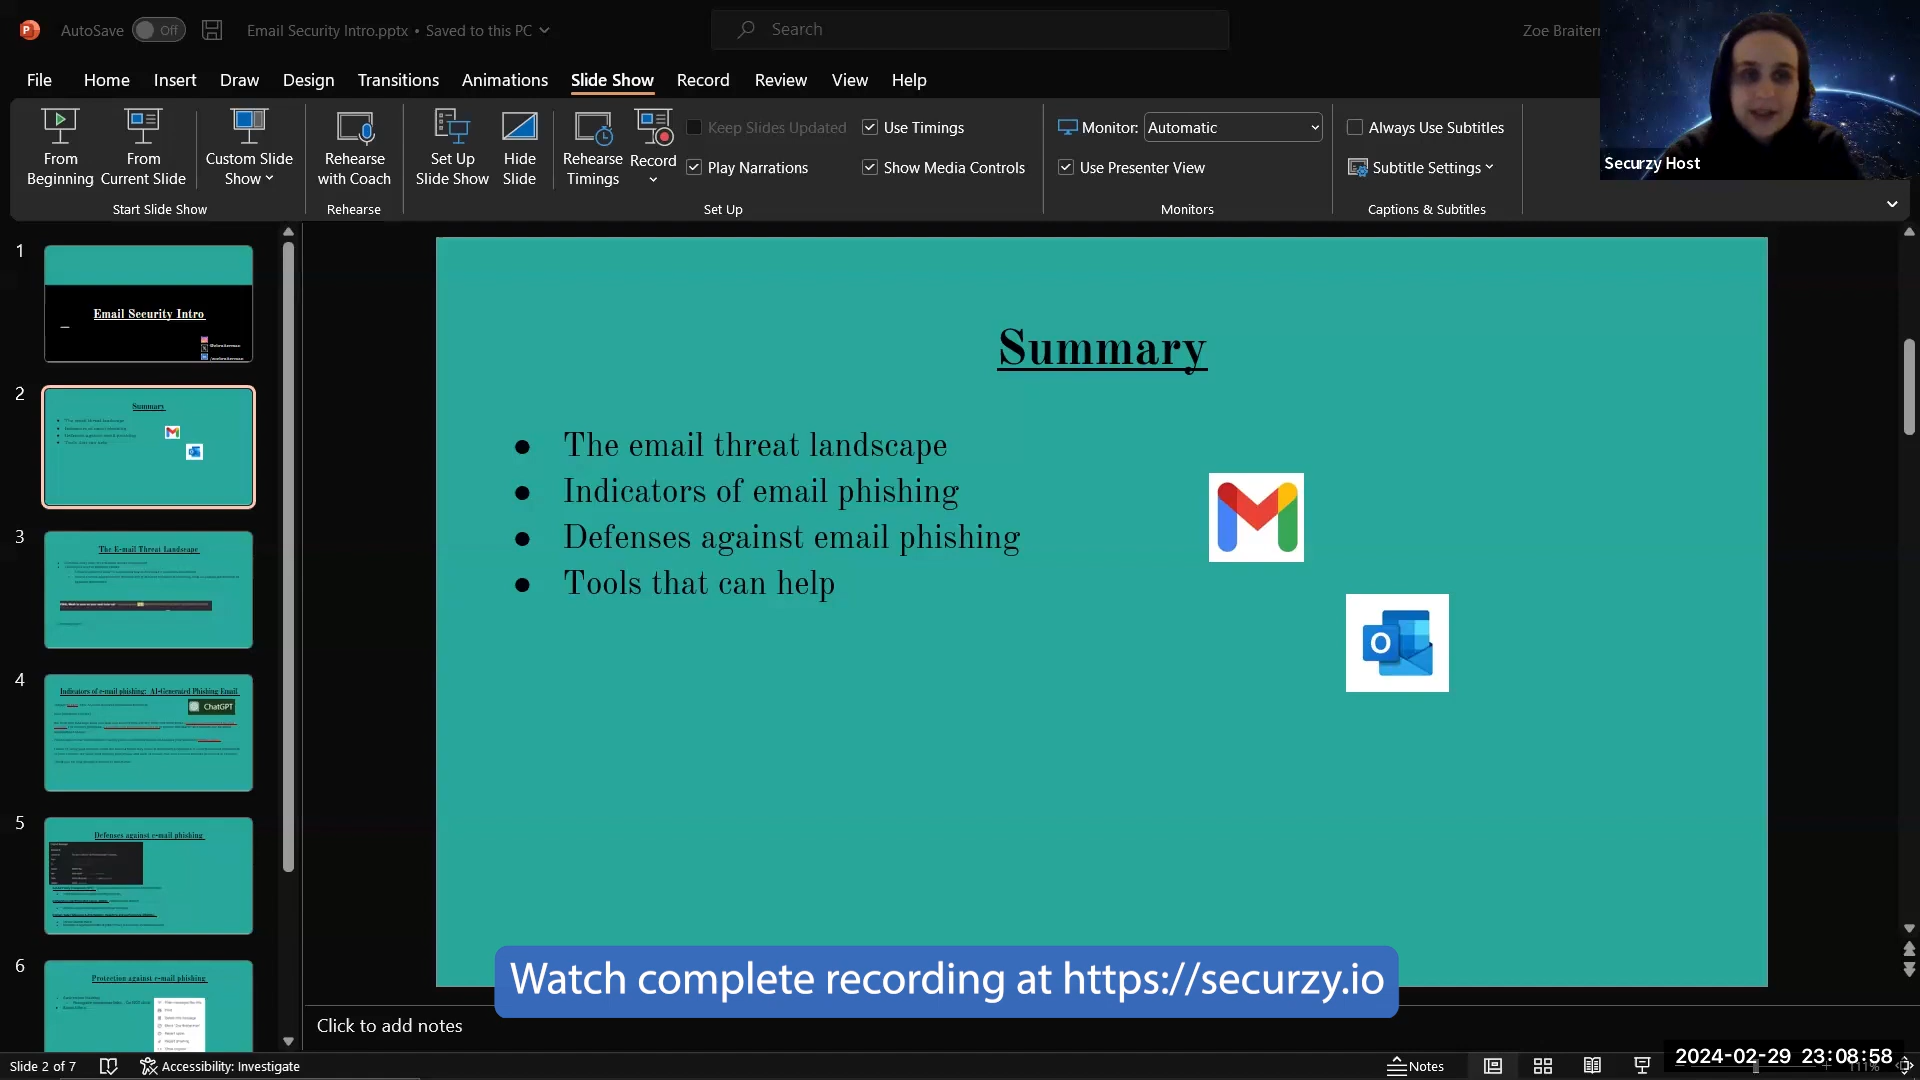 AutoSave Off Email Security Intro.pptx • Saved to this PC Search
File Home Insert Draw Design Transitions Animations Slide Show Record Review View Help
From Beginning
From Current Slide
Custom Slide Show
Rehearse with Coach
Set Up Slide Show
Hide Slide
Rehearse Timings
Record
Keep Slides Updated
Play Narrations
Use Timings
Show Media Controls
Monitor: Automatic
Use Presenter View
Always Use Subtitles
Subtitle Settings
Start Slide Show Rehearse Set Up Monitors Captions & Subtitles
Securzy Host
1
Email Security Intro
2
Summary
3
The E-mail Threat Landscape
4
Indicators of e-mail phishing: AI-Generated Phishing Email
ChatGPT
5
Defenses against e-mail phishing
6
Protection against e-mail phishing
Summary
● The email threat landscape
● Indicators of email phishing
● Defenses against email phishing
● Tools that can help
Watch complete recording at https://securzy.io
Click to add notes
Slide 2 of 7 Accessibility: Investigate Notes
2024-02-29 23:08:58